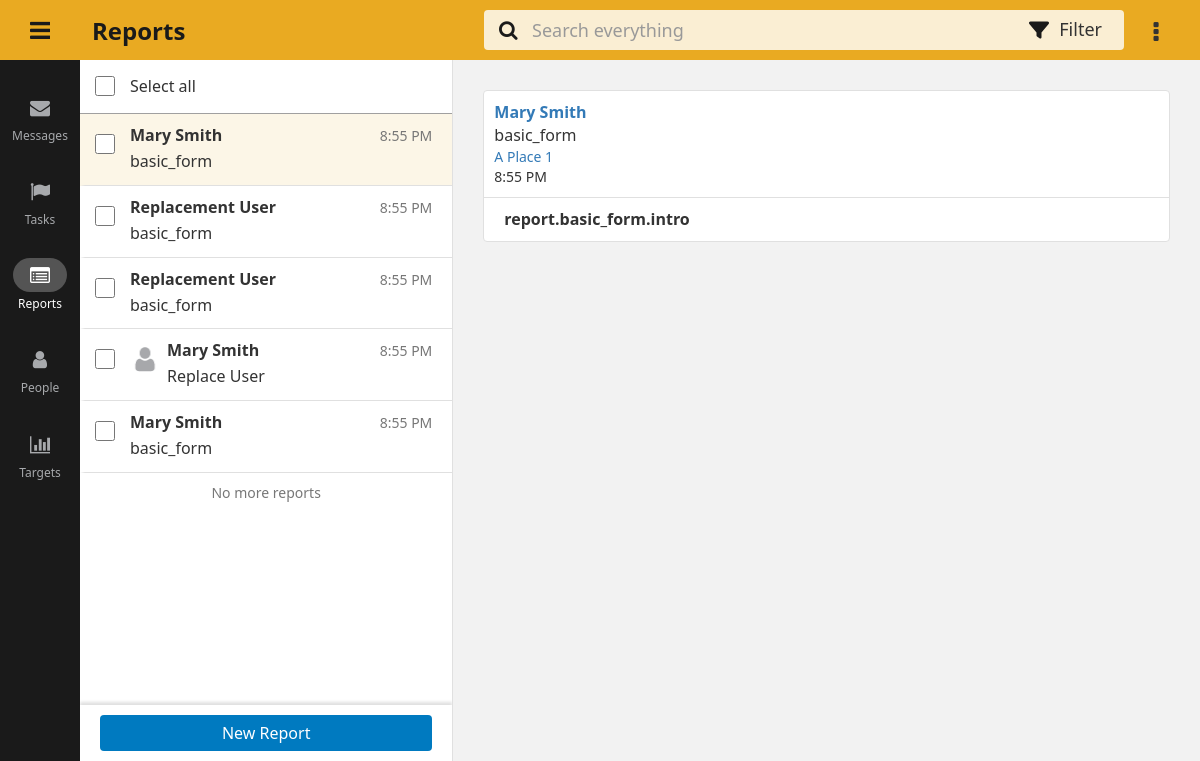 Reports
Search everything
Filter
Messages
Tasks
Reports
People
Targets
Select all
Mary Smith 8:55 PM
basic_form
Replacement User 8:55 PM
basic_form
Replacement User 8:55 PM
basic_form
Mary Smith 8:55 PM
Replace User
Mary Smith 8:55 PM
basic_form
No more reports
New Report
Mary Smith
basic_form
A Place 1
8:55 PM
report.basic_form.intro